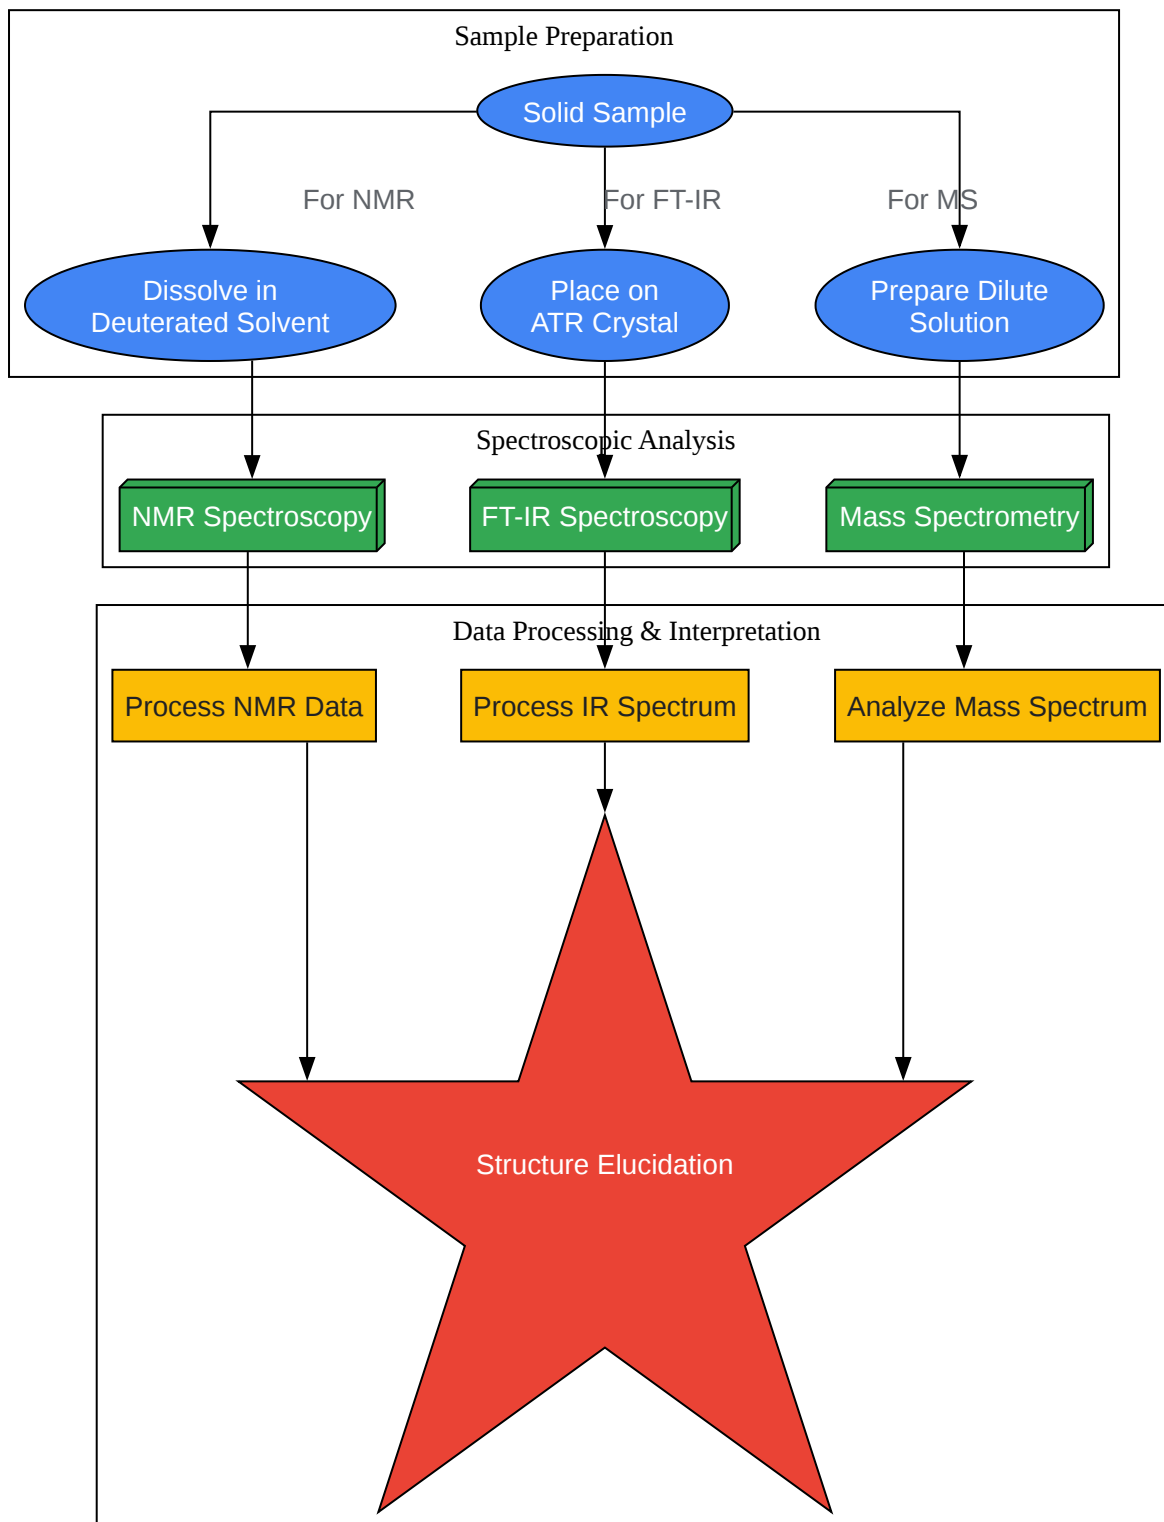 Sample Preparation
Solid Sample
For NMR
For FT-IR
For MS
Dissolve in
Deuterated Solvent
Place on
ATR Crystal
Prepare Dilute
Solution
Spectroscopic Analysis
NMR Spectroscopy
FT-IR Spectroscopy
Mass Spectrometry
Data Processing & Interpretation
Process NMR Data
Process IR Spectrum
Analyze Mass Spectrum
Structure Elucidation